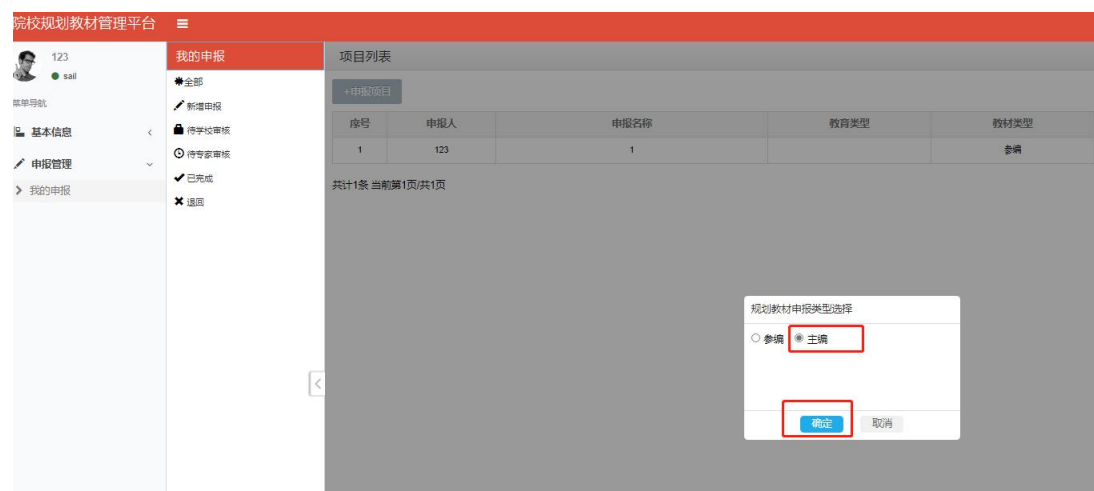 院校规划教材管理平台
123
sail
菜单导航
基本信息
申报管理
我的申报
我的申报
全部
新增申报
待学校审核
待专家审核
已完成
退回
项目列表
+申报项目
序号 申报人 申报名称 教育类型 教材类型
1 123 1 参编
共计1条 当前第1页/共1页
规划教材申报类型选择
参编 主编
确定 取消